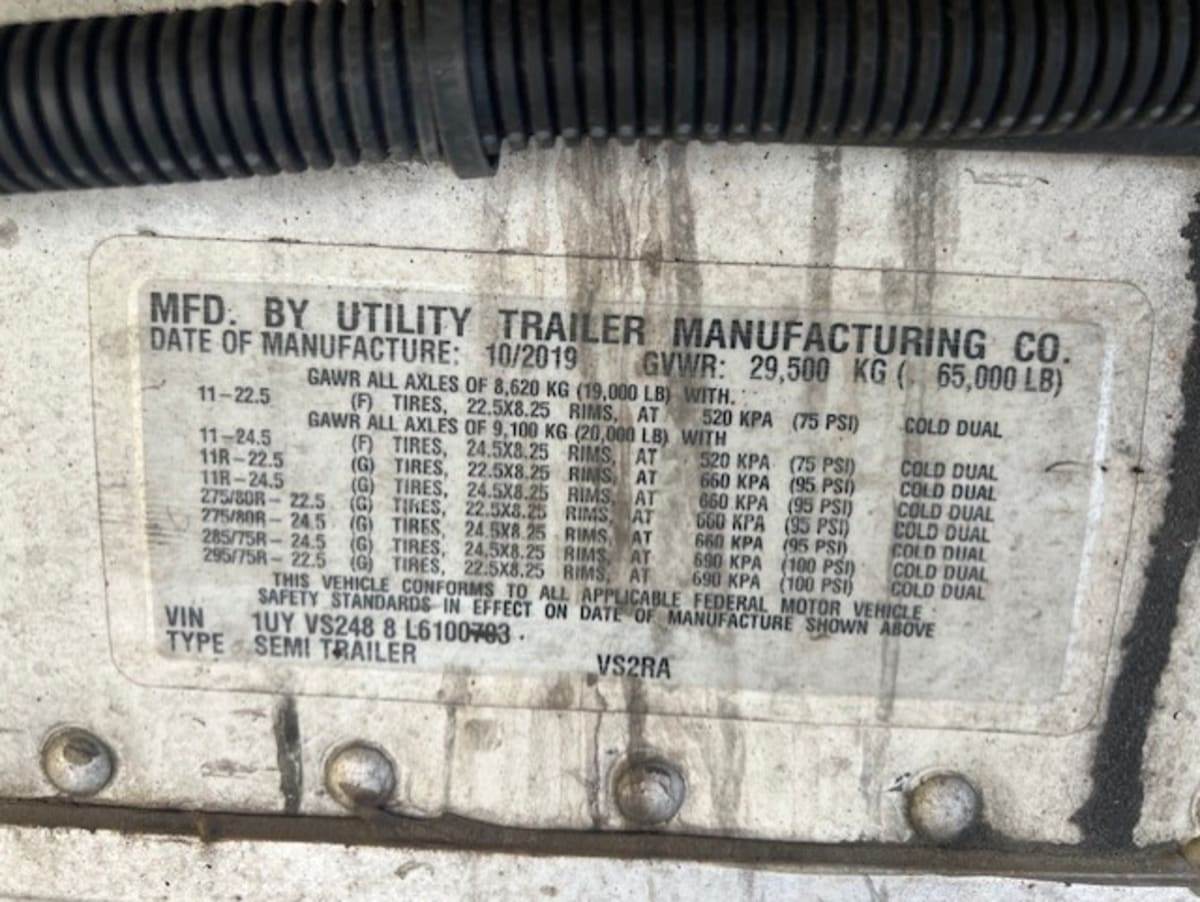 MFD. BY UTILITY TRAILER MANUFACTURING CO.
DATE OF MANUFACTURE: 10/2019 GVWR: 29,500 KG ( 65,000 LB)
GAWR ALL AXLES OF 8,620 KG (19,000 LB) WITH.
11-22.5 (F) TIRES, 22.5X8.25 RIMS, AT 520 KPA (75 PSI) COLD DUAL
GAWR ALL AXLES OF 9,100 KG (20,000 LB) WITH
11-24.5 (F) TIRES, 24.5X8.25 RIMS, AT 520 KPA (75 PSI) COLD DUAL
11R-22.5 (G) TIRES, 22.5X8.25 RIMS, AT 660 KPA (95 PSI) COLD DUAL
11R-24.5 (G) TIRES, 24.5X8.25 RIMS, AT 660 KPA (95 PSI) COLD DUAL
275/80R-22.5 (G) TIRES, 22.5X8.25 RIMS, AT 660 KPA (95 PSI) COLD DUAL
275/80R-24.5 (G) TIRES, 24.5X8.25 RIMS, AT 660 KPA (95 PSI) COLD DUAL
285/75R-24.5 (G) TIRES, 24.5X8.25 RIMS, AT 690 KPA (100 PSI) COLD DUAL
295/75R-22.5 (G) TIRES, 22.5X8.25 RIMS, AT 690 KPA (100 PSI) COLD DUAL
THIS VEHICLE CONFORMS TO ALL APPLICABLE FEDERAL MOTOR VEHICLE
SAFETY STANDARDS IN EFFECT ON DATE OF MANUFACTURE SHOWN ABOVE
VIN 1UY VS248 8 L6100703
TYPE SEMI TRAILER VS2RA